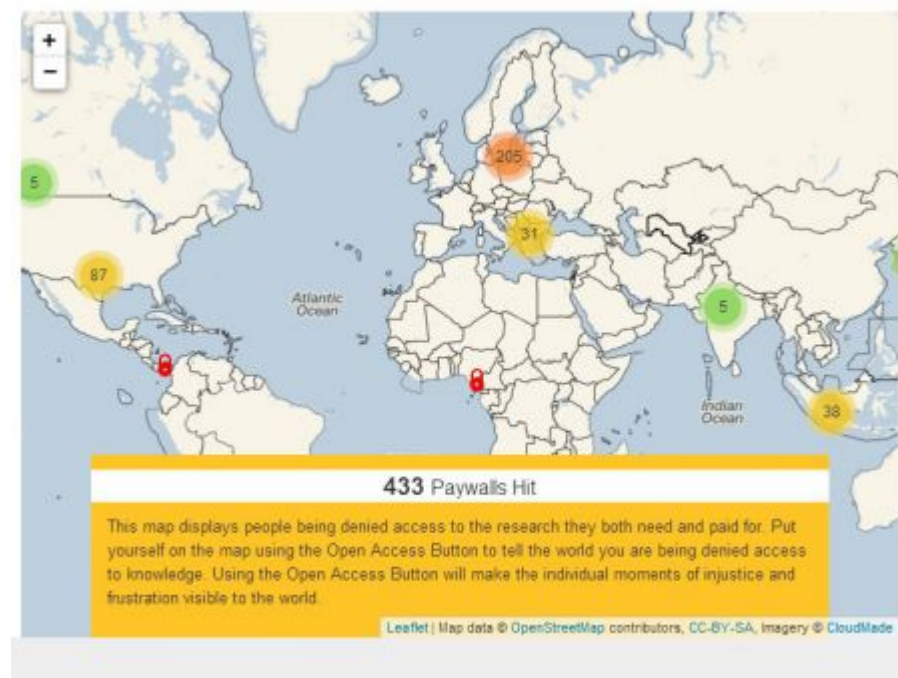 +
−
205
5
31
87
Atlantic
Ocean
5
Indian
Ocean
38
433 Paywalls Hit
This map displays people being denied access to the research they both need and paid for. Put
yourself on the map using the Open Access Button to tell the world you are being denied access
to knowledge. Using the Open Access Button will make the individual moments of injustice and
frustration visible to the world.
Leaflet | Map data © OpenStreetMap contributors, CC-BY-SA, Imagery © CloudMade